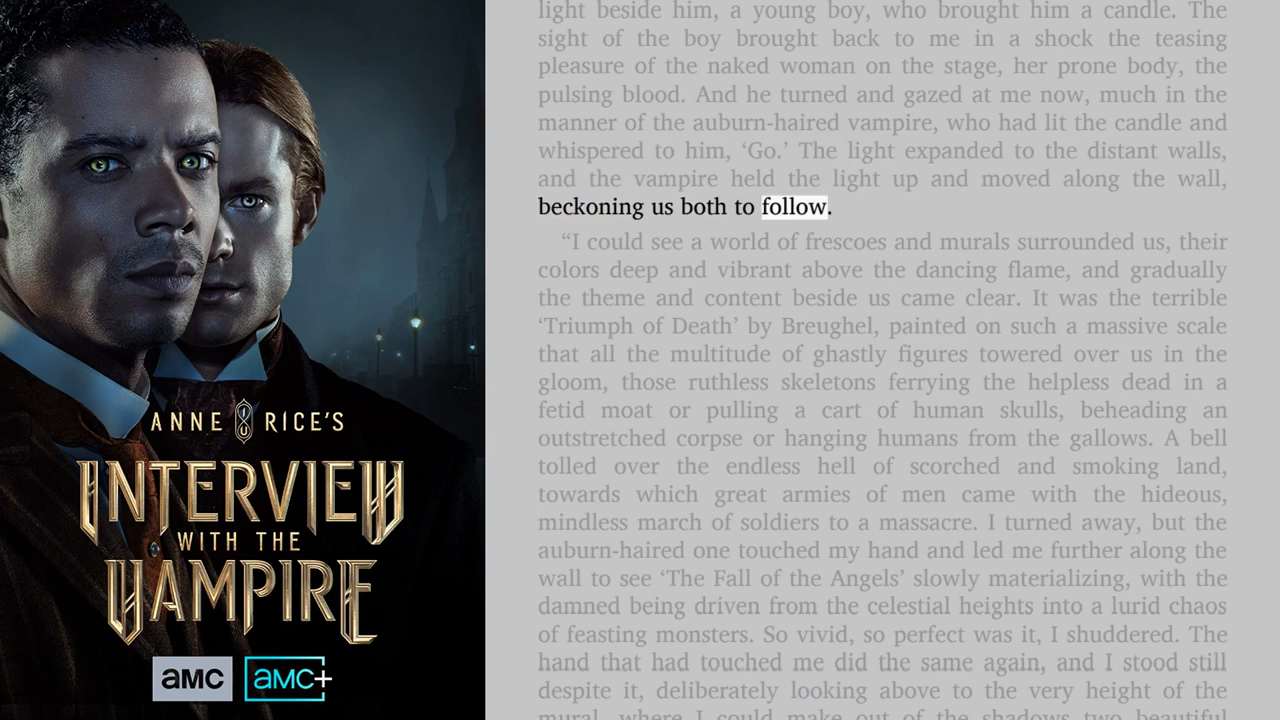 ANNE RICE'S
INTERVIEW
WITH THE
VAMPIRE
aMC
aMC+
light beside him, a young boy, who brought him a candle. The
sight of the boy brought back to me in a shock the teasing
pleasure of the naked woman on the stage, her prone body, the
pulsing blood. And he turned and gazed at me now, much in the
manner of the auburn-haired vampire, who had lit the candle and
whispered to him, ‘Go.’ The light expanded to the distant walls,
and the vampire held the light up and moved along the wall,
beckoning us both to follow.
“I could see a world of frescoes and murals surrounded us, their
colors deep and vibrant above the dancing flame, and gradually
the theme and content beside us came clear. It was the terrible
‘Triumph of Death’ by Breughel, painted on such a massive scale
that all the multitude of ghastly figures towered over us in the
gloom, those ruthless skeletons ferrying the helpless dead in a
fetid moat or pulling a cart of human skulls, beheading an
outstretched corpse or hanging humans from the gallows. A bell
tolled over the endless hell of scorched and smoking land,
towards which great armies of men came with the hideous,
mindless march of soldiers to a massacre. I turned away, but the
auburn-haired one touched my hand and led me further along the
wall to see ‘The Fall of the Angels’ slowly materializing, with the
damned being driven from the celestial heights into a lurid chaos
of feasting monsters. So vivid, so perfect was it, I shuddered. The
hand that had touched me did the same again, and I stood still
despite it, deliberately looking above to the very height of the
mural, where I could make out of the shadows two beautiful